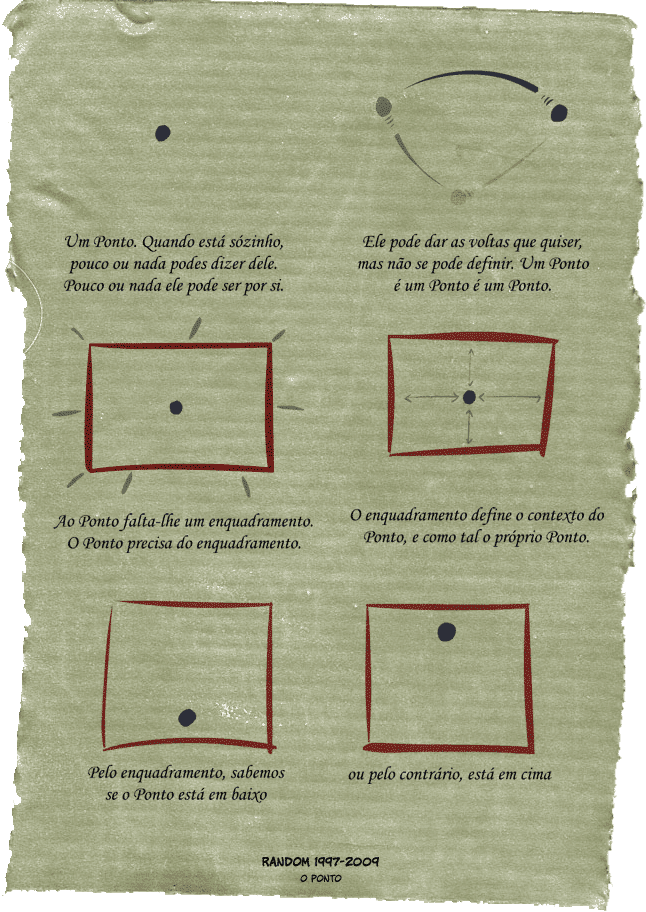 Um Ponto. Quando está sózinho,
pouco ou nada podes dizer dele.
Pouco ou nada ele pode ser por si.
Ele pode dar as voltas que quiser,
mas não se pode definir. Um Ponto
é um Ponto é um Ponto.
Ao Ponto falta-lhe um enquadramento.
O Ponto precisa do enquadramento.
O enquadramento define o contexto do
Ponto, e como tal o próprio Ponto.
Pelo enquadramento, sabemos
se o Ponto está em baixo
ou pelo contrário, está em cima
RANDOM 1997-2009
O PONTO